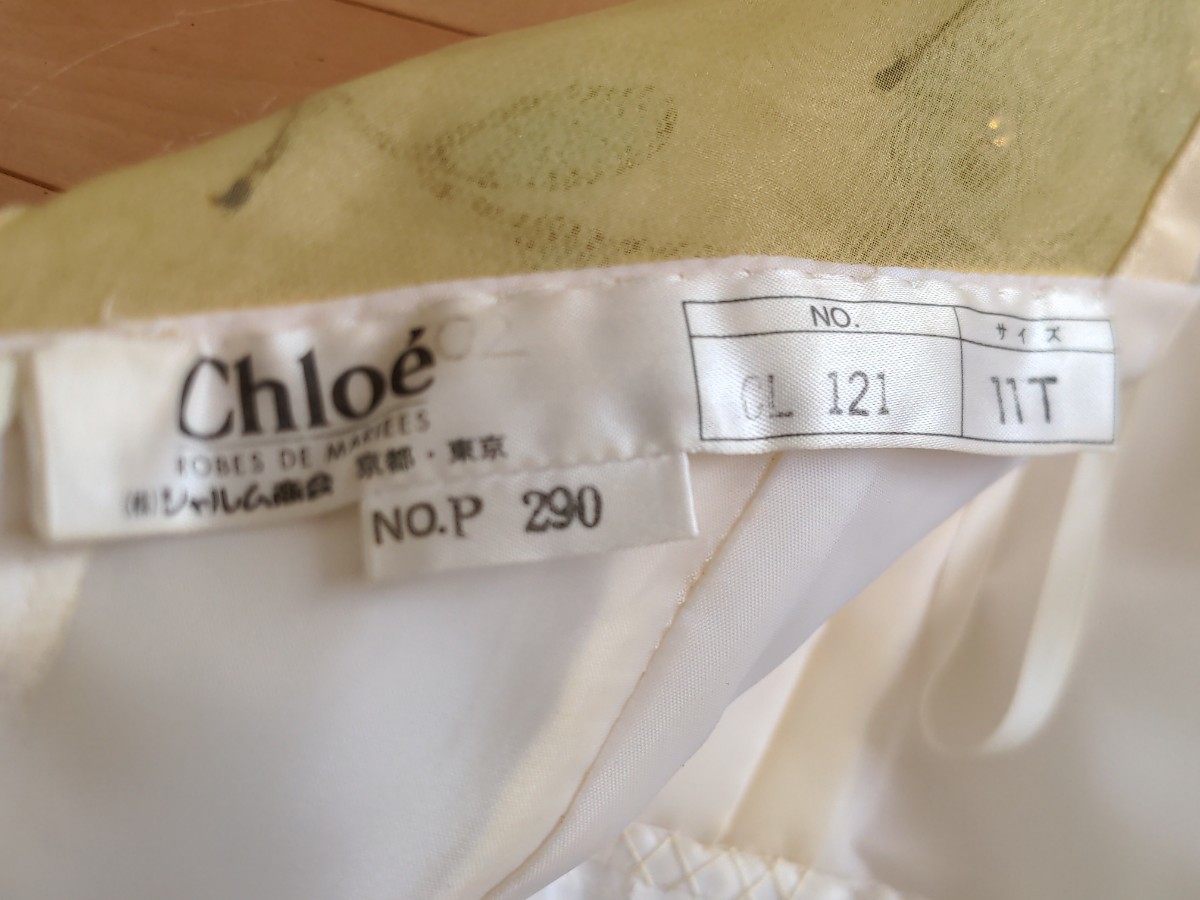 Chloé
ROBES DE MARIÉES
(株)シャルム商会 京都・東京
NO.P 290
NO. サイズ
CL 121 11T